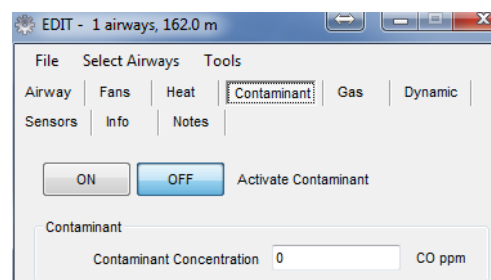 EDIT - 1 airways, 162.0 m
File Select Airways Tools
Airway Fans Heat Contaminant Gas Dynamic
Sensors Info Notes
ON OFF Activate Contaminant
Contaminant
Contaminant Concentration 0 CO ppm